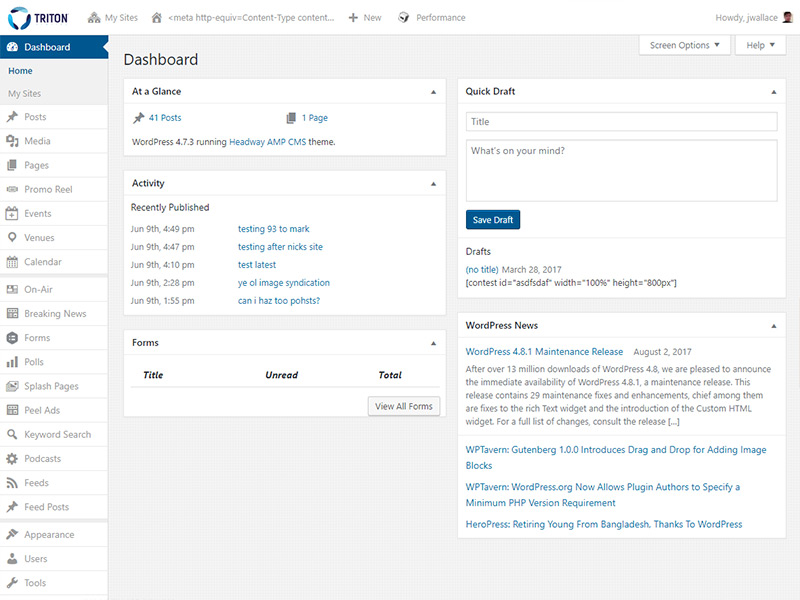 TRITON My Sites <meta http-equiv=Content-Type content... New Performance Howdy, jwallace
Screen Options Help
Dashboard
Home
My Sites
Posts
Media
Pages
Promo Reel
Events
Venues
Calendar
On-Air
Breaking News
Forms
Polls
Splash Pages
Peel Ads
Keyword Search
Podcasts
Feeds
Feed Posts
Appearance
Users
Tools
Dashboard
At a Glance
41 Posts 1 Page
WordPress 4.7.3 running Headway AMP CMS theme.
Activity
Recently Published
Jun 9th, 4:49 pm testing 93 to mark
Jun 9th, 4:47 pm testing after nicks site
Jun 9th, 4:10 pm test latest
Jun 9th, 2:28 pm ye ol image syndication
Jun 9th, 1:55 pm can i haz too pohsts?
Forms
Title Unread Total
View All Forms
Quick Draft
Title
What's on your mind?
Save Draft
Drafts
(no title) March 28, 2017
[contest id="asdfsdaf" width="100%" height="800px"]
WordPress News
WordPress 4.8.1 Maintenance Release August 2, 2017
After over 13 million downloads of WordPress 4.8, we are pleased to announce
the immediate availability of WordPress 4.8.1, a maintenance release. This
release contains 29 maintenance fixes and enhancements, chief among them
are fixes to the rich Text widget and the introduction of the Custom HTML
widget. For a full list of changes, consult the release [...]
WPTavern: Gutenberg 1.0.0 Introduces Drag and Drop for Adding Image
Blocks
WPTavern: WordPress.org Now Allows Plugin Authors to Specify a
Minimum PHP Version Requirement
HeroPress: Retiring Young From Bangladesh, Thanks To WordPress